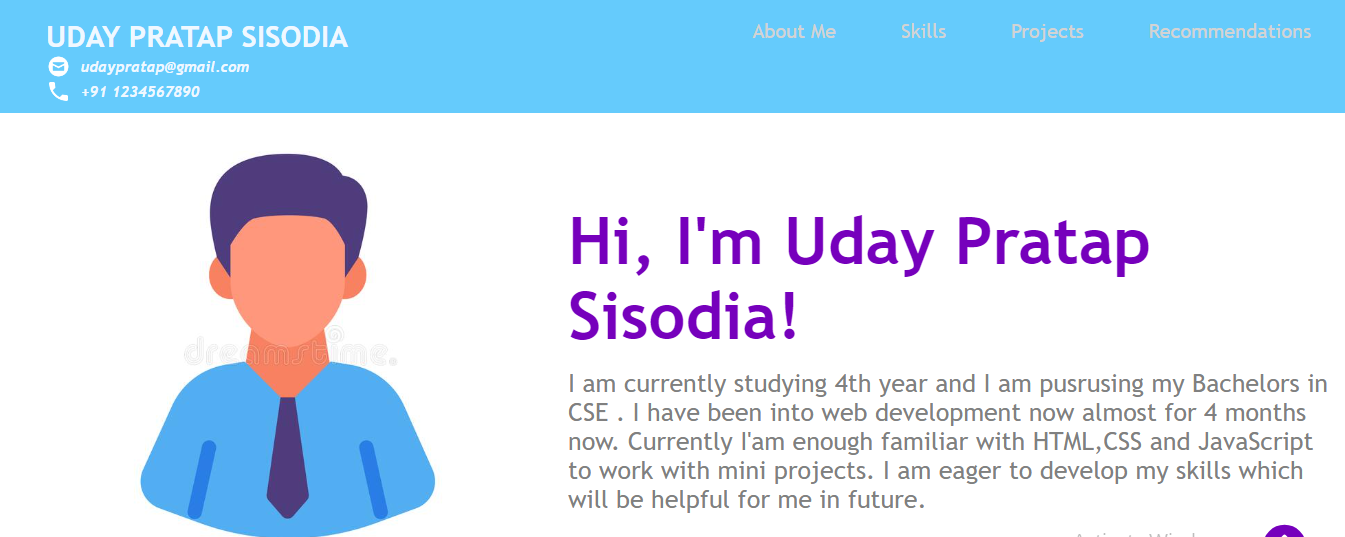 UDAY PRATAP SISODIA
udaypratap@gmail.com
+91 1234567890
About Me
Skills
Projects
Recommendations
dreamstime.
Hi, I'm Uday Pratap
Sisodia!
I am currently studying 4th year and I am pusrusing my Bachelors in
CSE . I have been into web development now almost for 4 months
now. Currently I'am enough familiar with HTML,CSS and JavaScript
to work with mini projects. I am eager to develop my skills which
will be helpful for me in future.